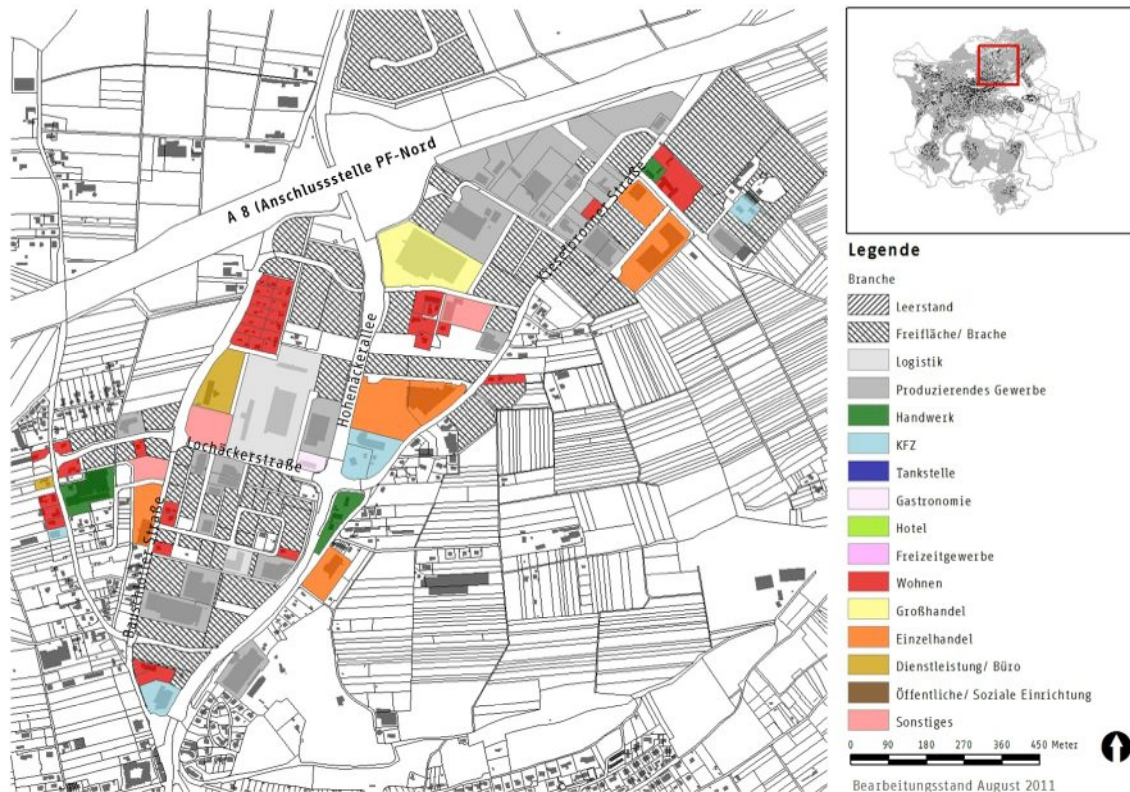 A 8 (Anschlussstelle PF-Nord
Kieselbronner Straße
Hohenäckerallee
Lochäckerstraße
Straße
Legende
Branche
Leerstand
Freifläche/ Brache
Logistik
Produzierendes Gewerbe
Handwerk
KFZ
Tankstelle
Gastronomie
Hotel
Freizeitgewerbe
Wohnen
Großhandel
Einzelhandel
Dienstleistung/ Büro
Öffentliche/ Soziale Einrichtung
Sonstiges
0 90 180 270 360 450 Meter
Bearbeitungsstand August 2011